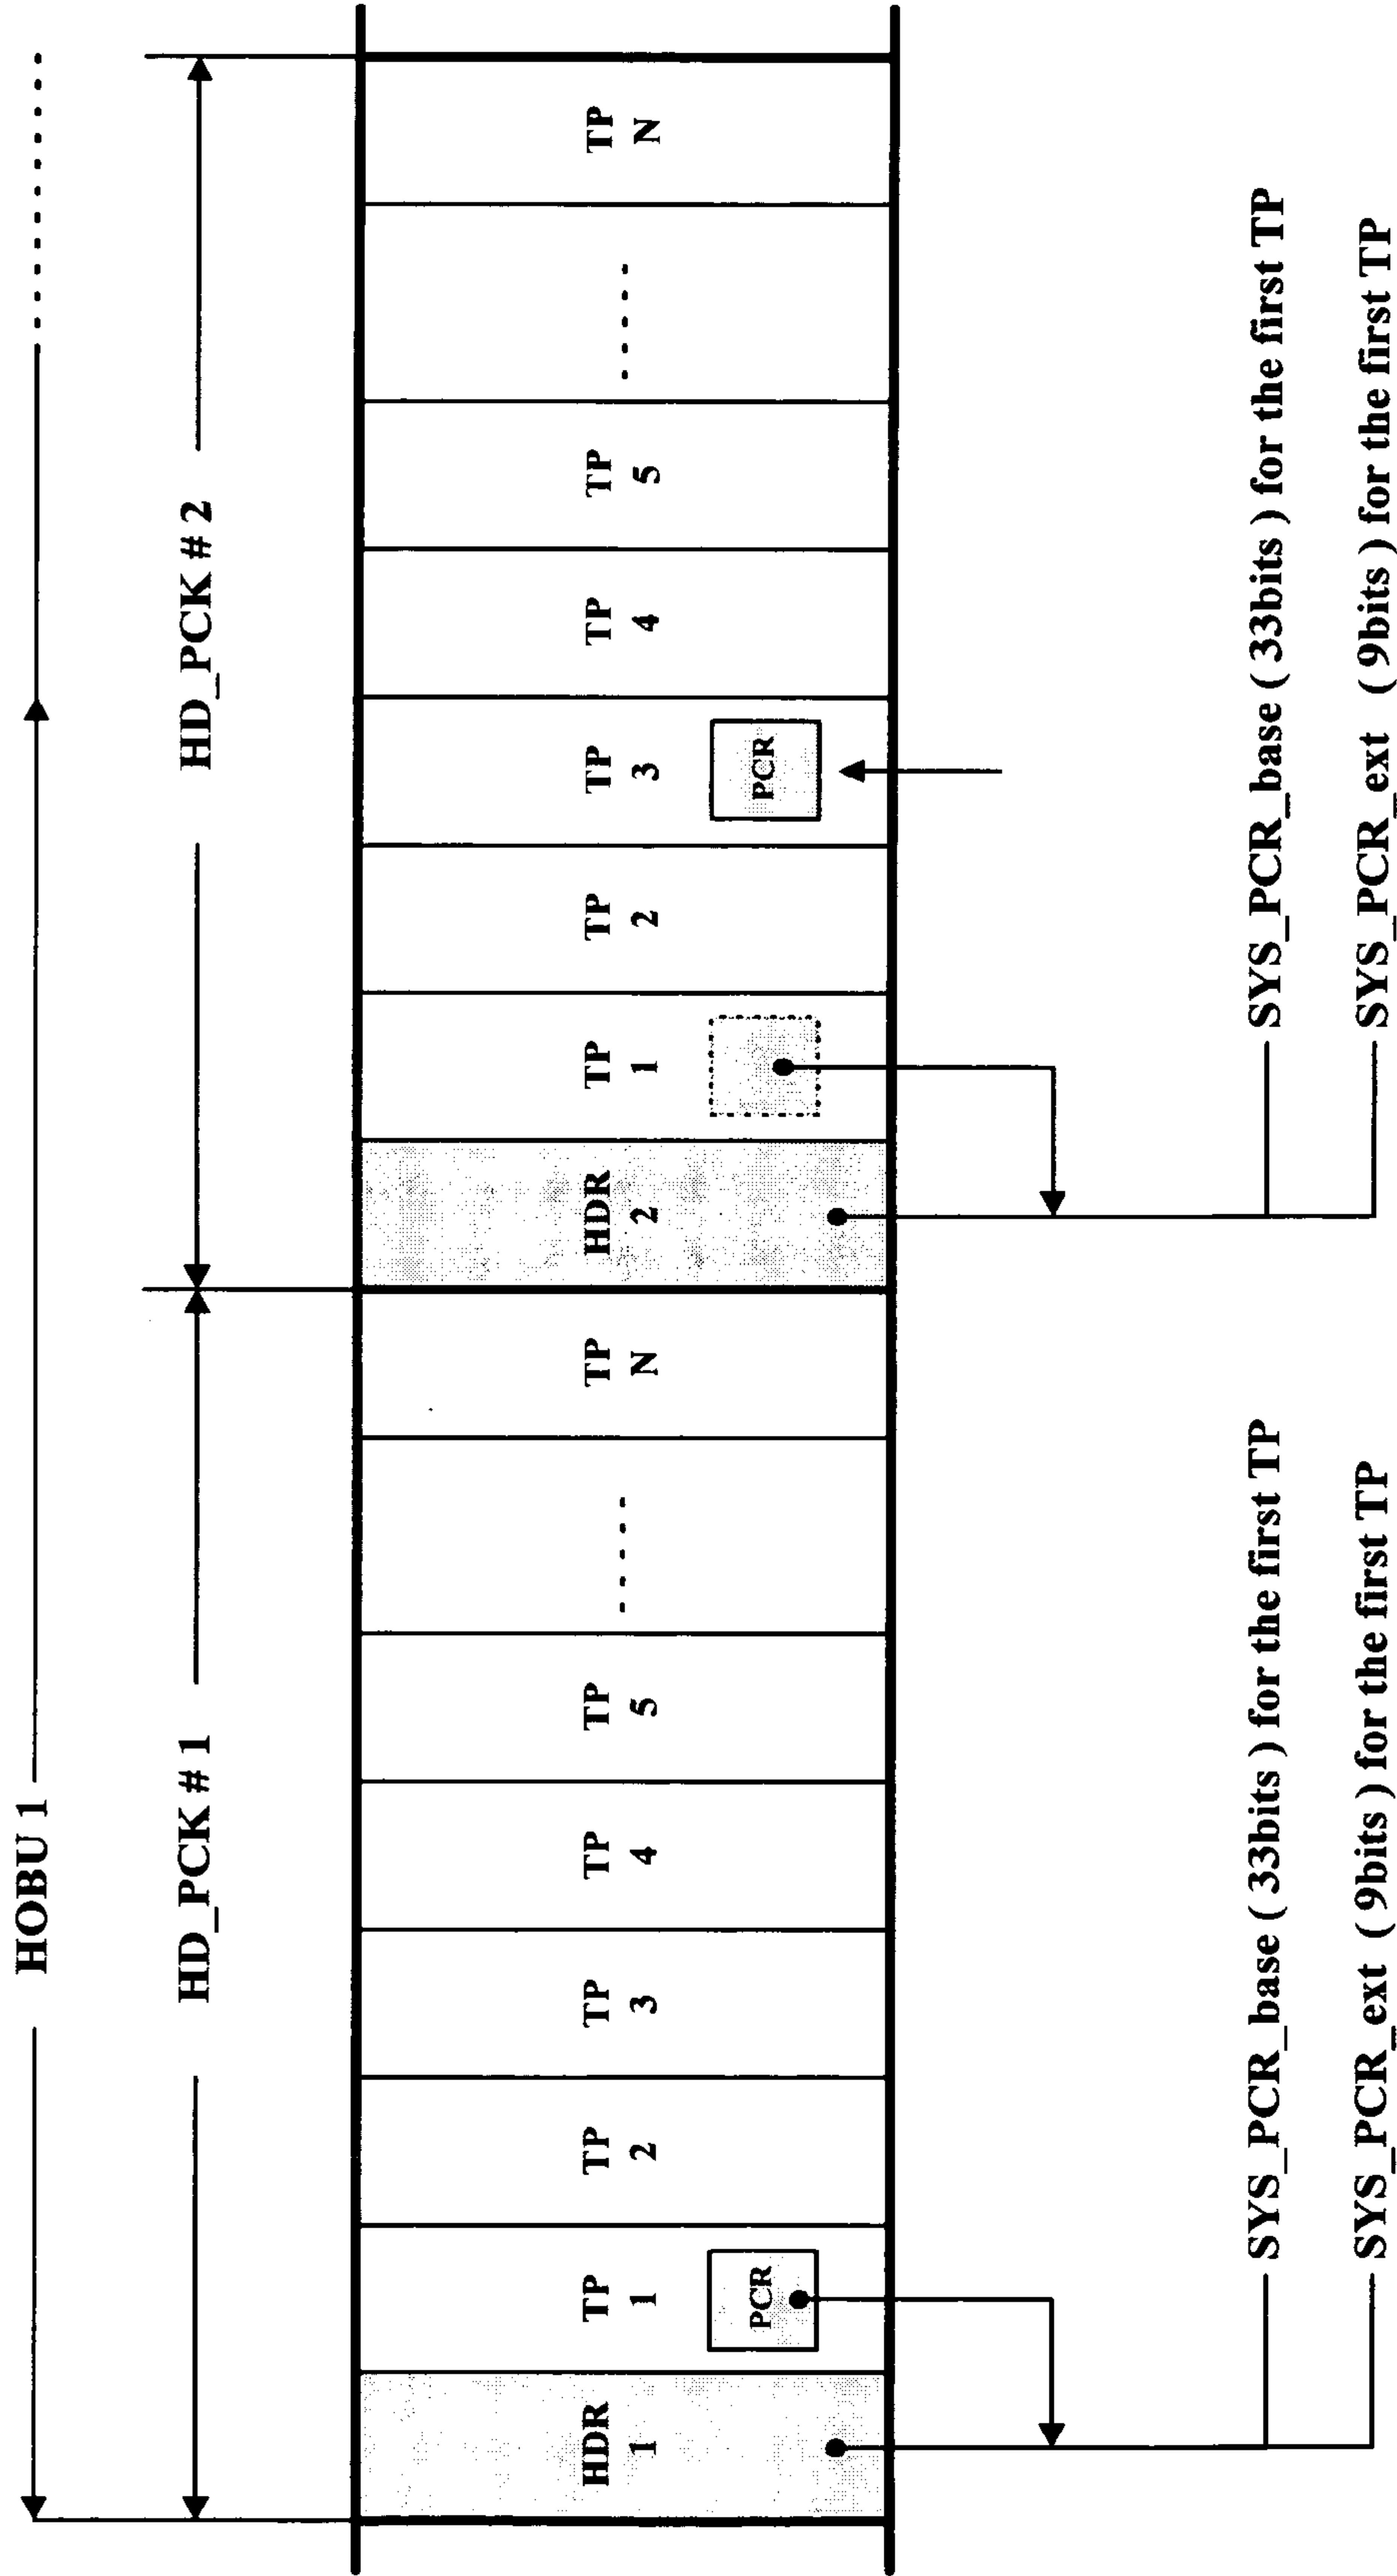 HOBU 1
HD_PCK # 1
HD_PCK # 2
HDR 1
TP 1
TP 2
TP 3
TP 4
TP 5
.....
TP N
HDR 2
TP 1
TP 2
TP 3
TP 4
TP 5
.....
TP N
PCR
PCR
SYS_PCR_base ( 33bits ) for the first TP
SYS_PCR_ext ( 9bits ) for the first TP
SYS_PCR_base ( 33bits ) for the first TP
SYS_PCR_ext ( 9bits ) for the first TP